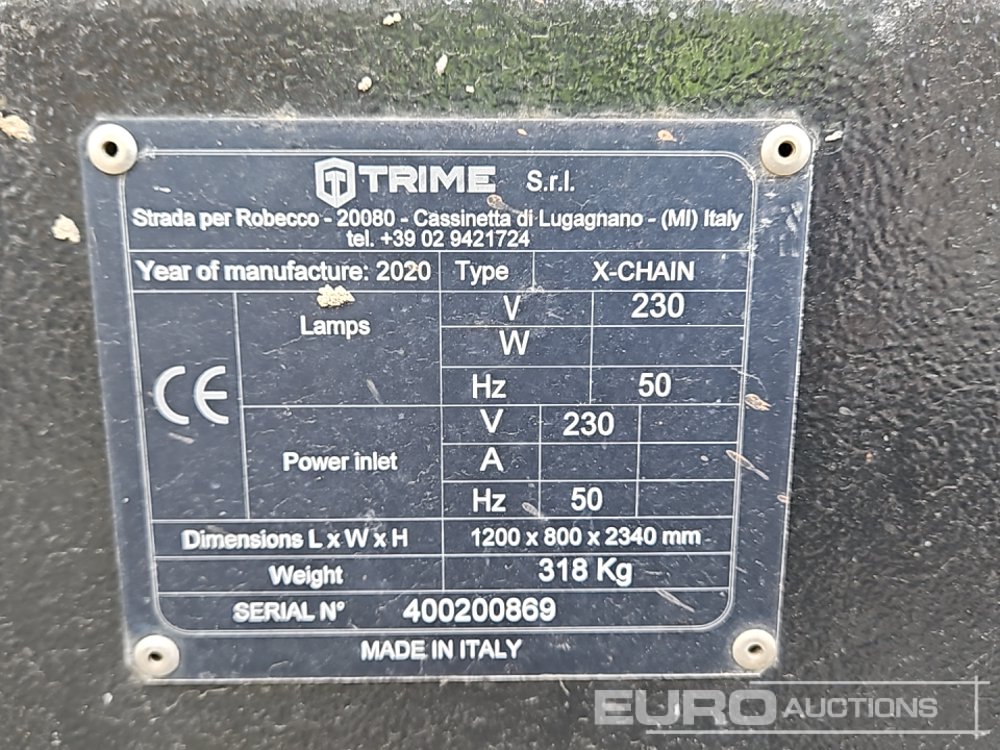 TRIME S.r.l.
Strada per Robecco - 20080 - Cassinetta di Lugagnano - (MI) Italy
tel. +39 02 9421724
Year of manufacture: 2020 Type X-CHAIN
CE
Lamps
V 230
W
Hz 50
Power inlet
V 230
A
Hz 50
Dimensions L x W x H 1200 x 800 x 2340 mm
Weight 318 Kg
SERIAL N° 400200869
MADE IN ITALY
EURO AUCTIONS